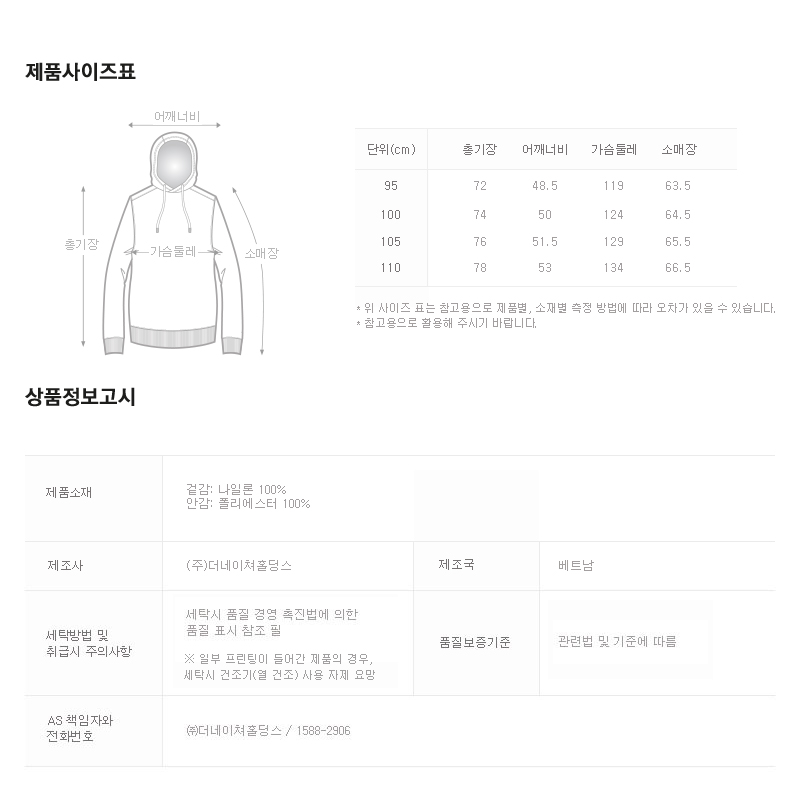 제품사이즈표
어깨너비
총기장
가슴둘레
소매장
단위(cm) 총기장 어깨너비 가슴둘레 소매장
95 72 48.5 119 63.5
100 74 50 124 64.5
105 76 51.5 129 65.5
110 78 53 134 66.5
* 위 사이즈 표는 참고용으로 제품별, 소재별 측정 방법에 따라 오차가 있을 수 있습니다.
* 참고용으로 활용해 주시기 바랍니다.
상품정보고시
제품소재
겉감: 나일론 100%
안감: 폴리에스터 100%
제조사
(주)더네이쳐홀딩스
제조국
베트남
세탁방법 및
취급시 주의사항
세탁시 품질 경영 촉진법에 의한
품질 표시 참조 필
※ 일부 프린팅이 들어간 제품의 경우,
세탁시 건조기(열 건조) 사용 자제 요망
품질보증기준
관련법 및 기준에 따름
AS 책임자와
전화번호
㈜더네이쳐홀딩스 / 1588-2906